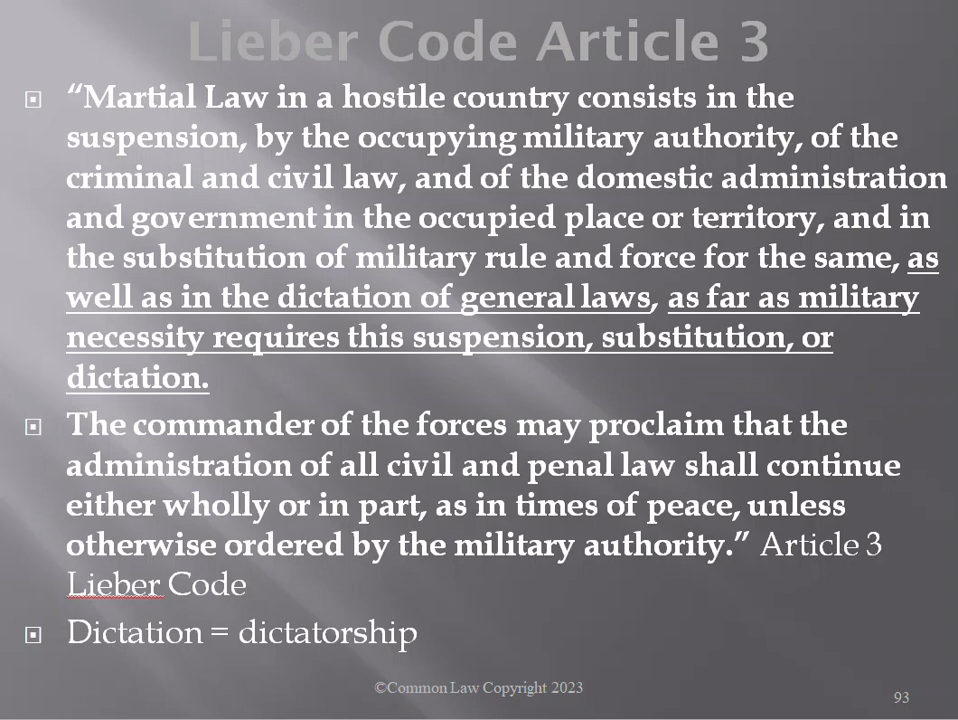 Lieber Code Article 3
“Martial Law in a hostile country consists in the
suspension, by the occupying military authority, of the
criminal and civil law, and of the domestic administration
and government in the occupied place or territory, and in
the substitution of military rule and force for the same, as
well as in the dictation of general laws, as far as military
necessity requires this suspension, substitution, or
dictation.
The commander of the forces may proclaim that the
administration of all civil and penal law shall continue
either wholly or in part, as in times of peace, unless
otherwise ordered by the military authority.” Article 3
Lieber Code
Dictation = dictatorship
©Common Law Copyright 2023
93